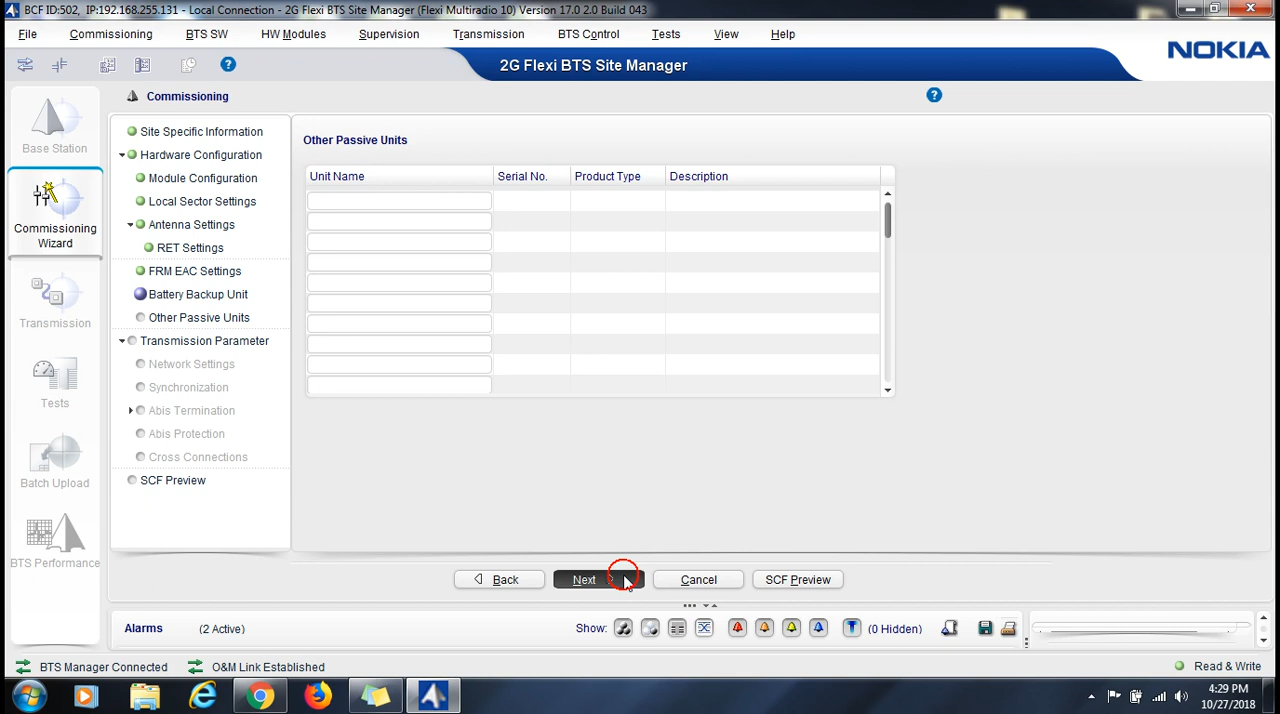 BCF ID:502, IP:192.168.255.131 - Local Connection - 2G Flexi BTS Site Manager (Flexi Multiradio 10) Version 17.0 2.0 Build 043
File Commissioning BTS SW HW Modules Supervision Transmission BTS Control Tests View Help
NOKIA
2G Flexi BTS Site Manager
Commissioning
Base Station
Commissioning
Wizard
Transmission
Tests
Batch Upload
BTS Performance
Site Specific Information
Hardware Configuration
Module Configuration
Local Sector Settings
Antenna Settings
RET Settings
FRM EAC Settings
Battery Backup Unit
Other Passive Units
Transmission Parameter
Network Settings
Synchronization
Abis Termination
Abis Protection
Cross Connections
SCF Preview
Other Passive Units
Unit Name Serial No. Product Type Description
Back Next Cancel SCF Preview
Alarms (2 Active) Show: (0 Hidden)
BTS Manager Connected O&M Link Established Read & Write
4:29 PM
10/27/2018